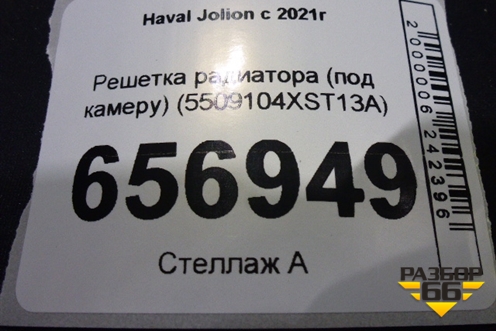 Haval Jolion с 2021г
Решетка радиатора (под
камеру) (5509104XST13A)
656949
Стеллаж А
2000006242396
РАЗБОР
66